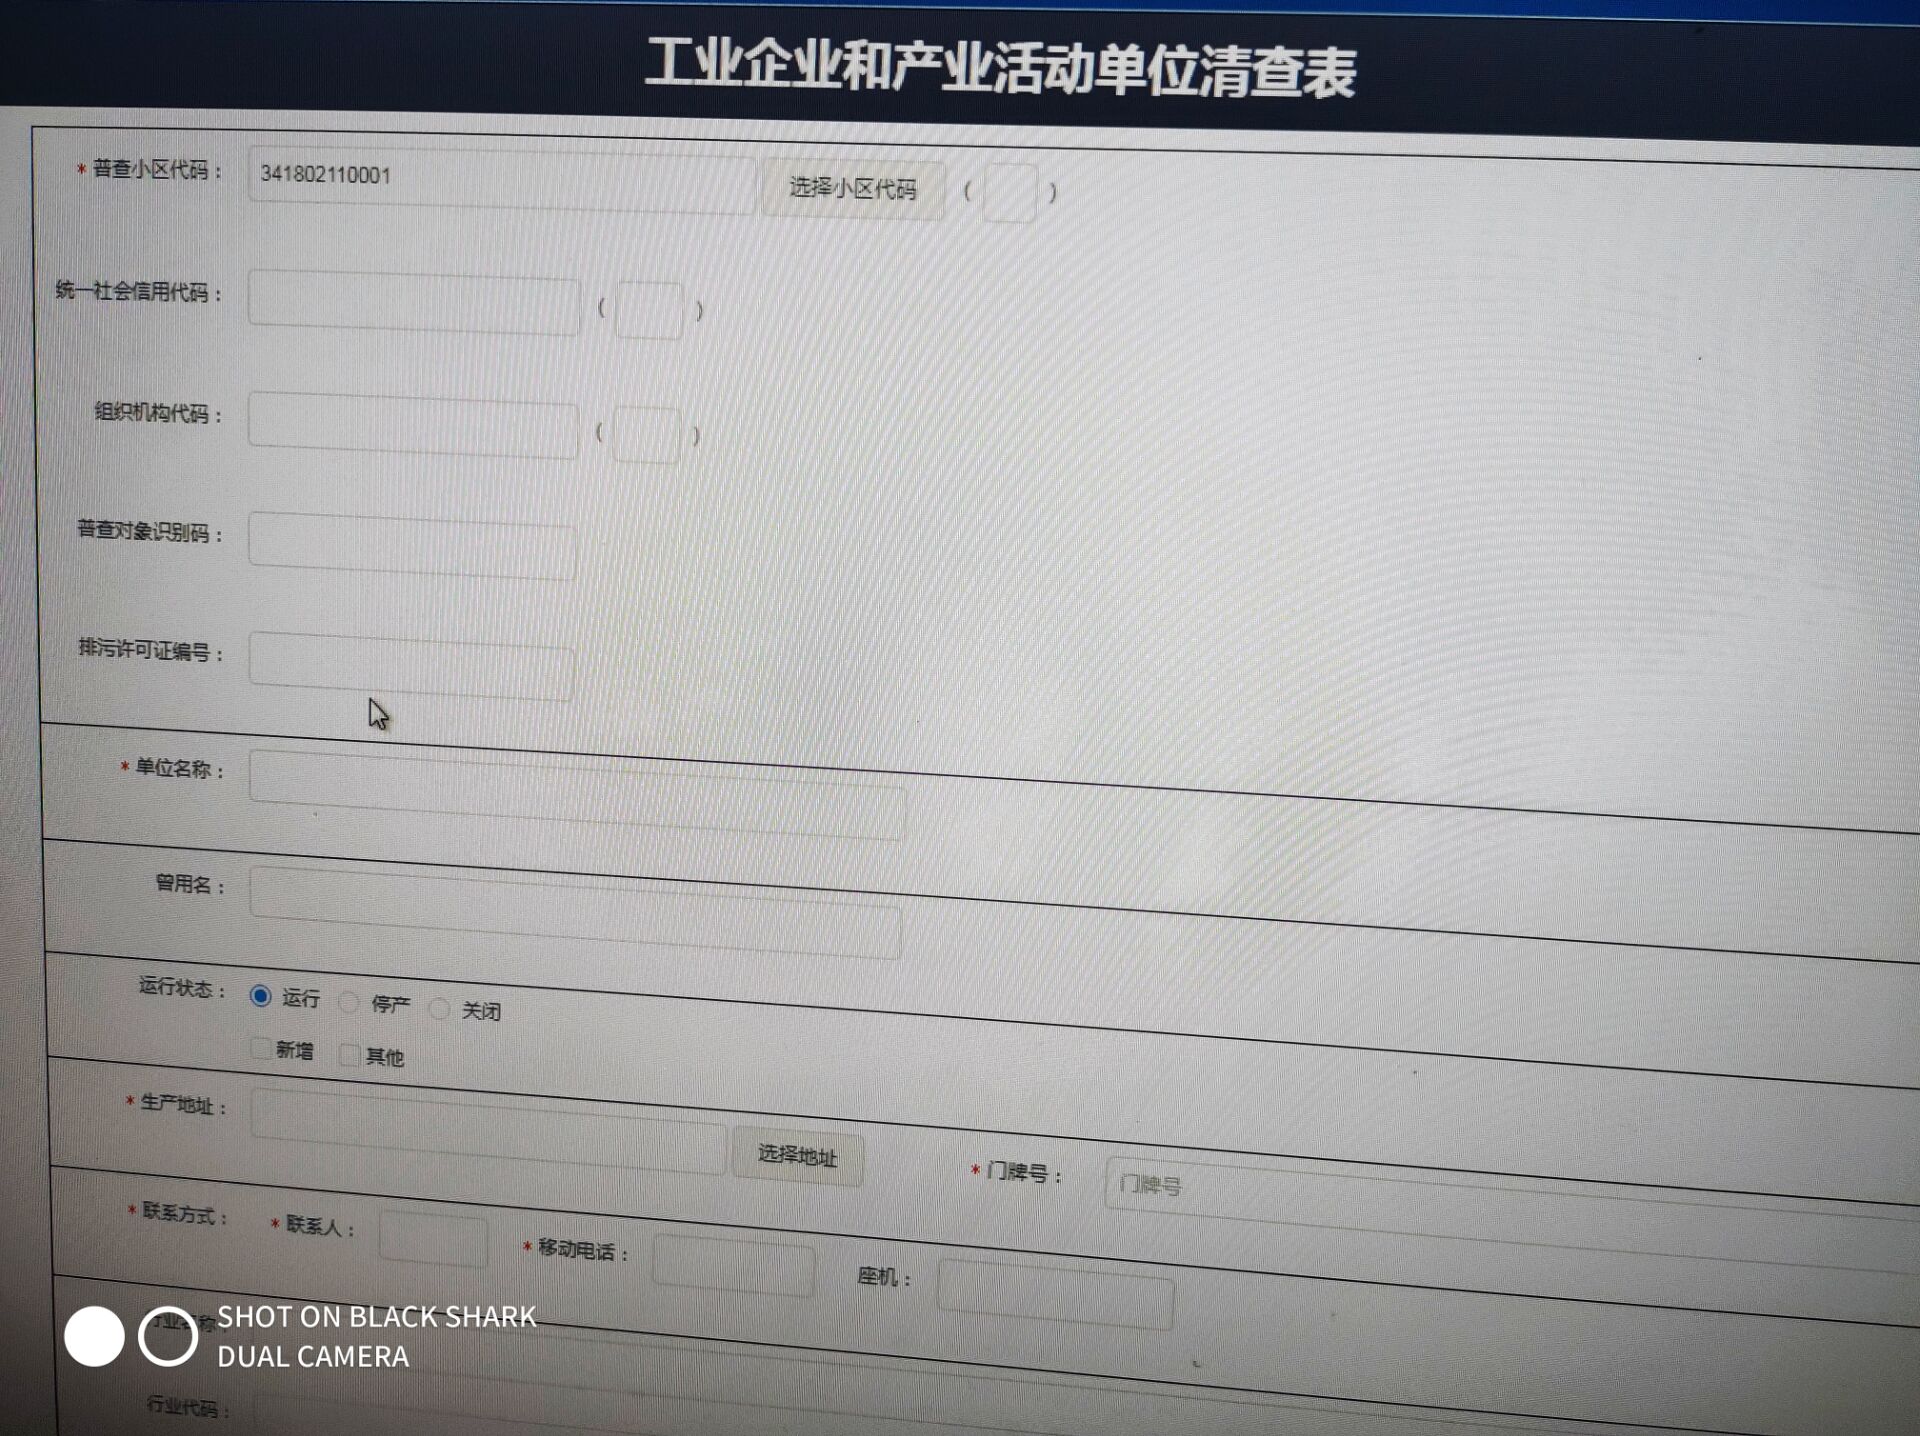 工业企业和产业活动单位清查表
* 普查小区代码： 341802110001 选择小区代码 ( )
统一社会信用代码： ( )
组织机构代码： ( )
普查对象识别码：
排污许可证编号：
* 单位名称：
曾用名：
运行状态： 运行 停产 关闭
新增 其他
* 生产地址： 选择地址 * 门牌号： 门牌号
* 联系方式： * 联系人： * 移动电话： 座机：
行业名称：
行业代码：
SHOT ON BLACK SHARK
DUAL CAMERA